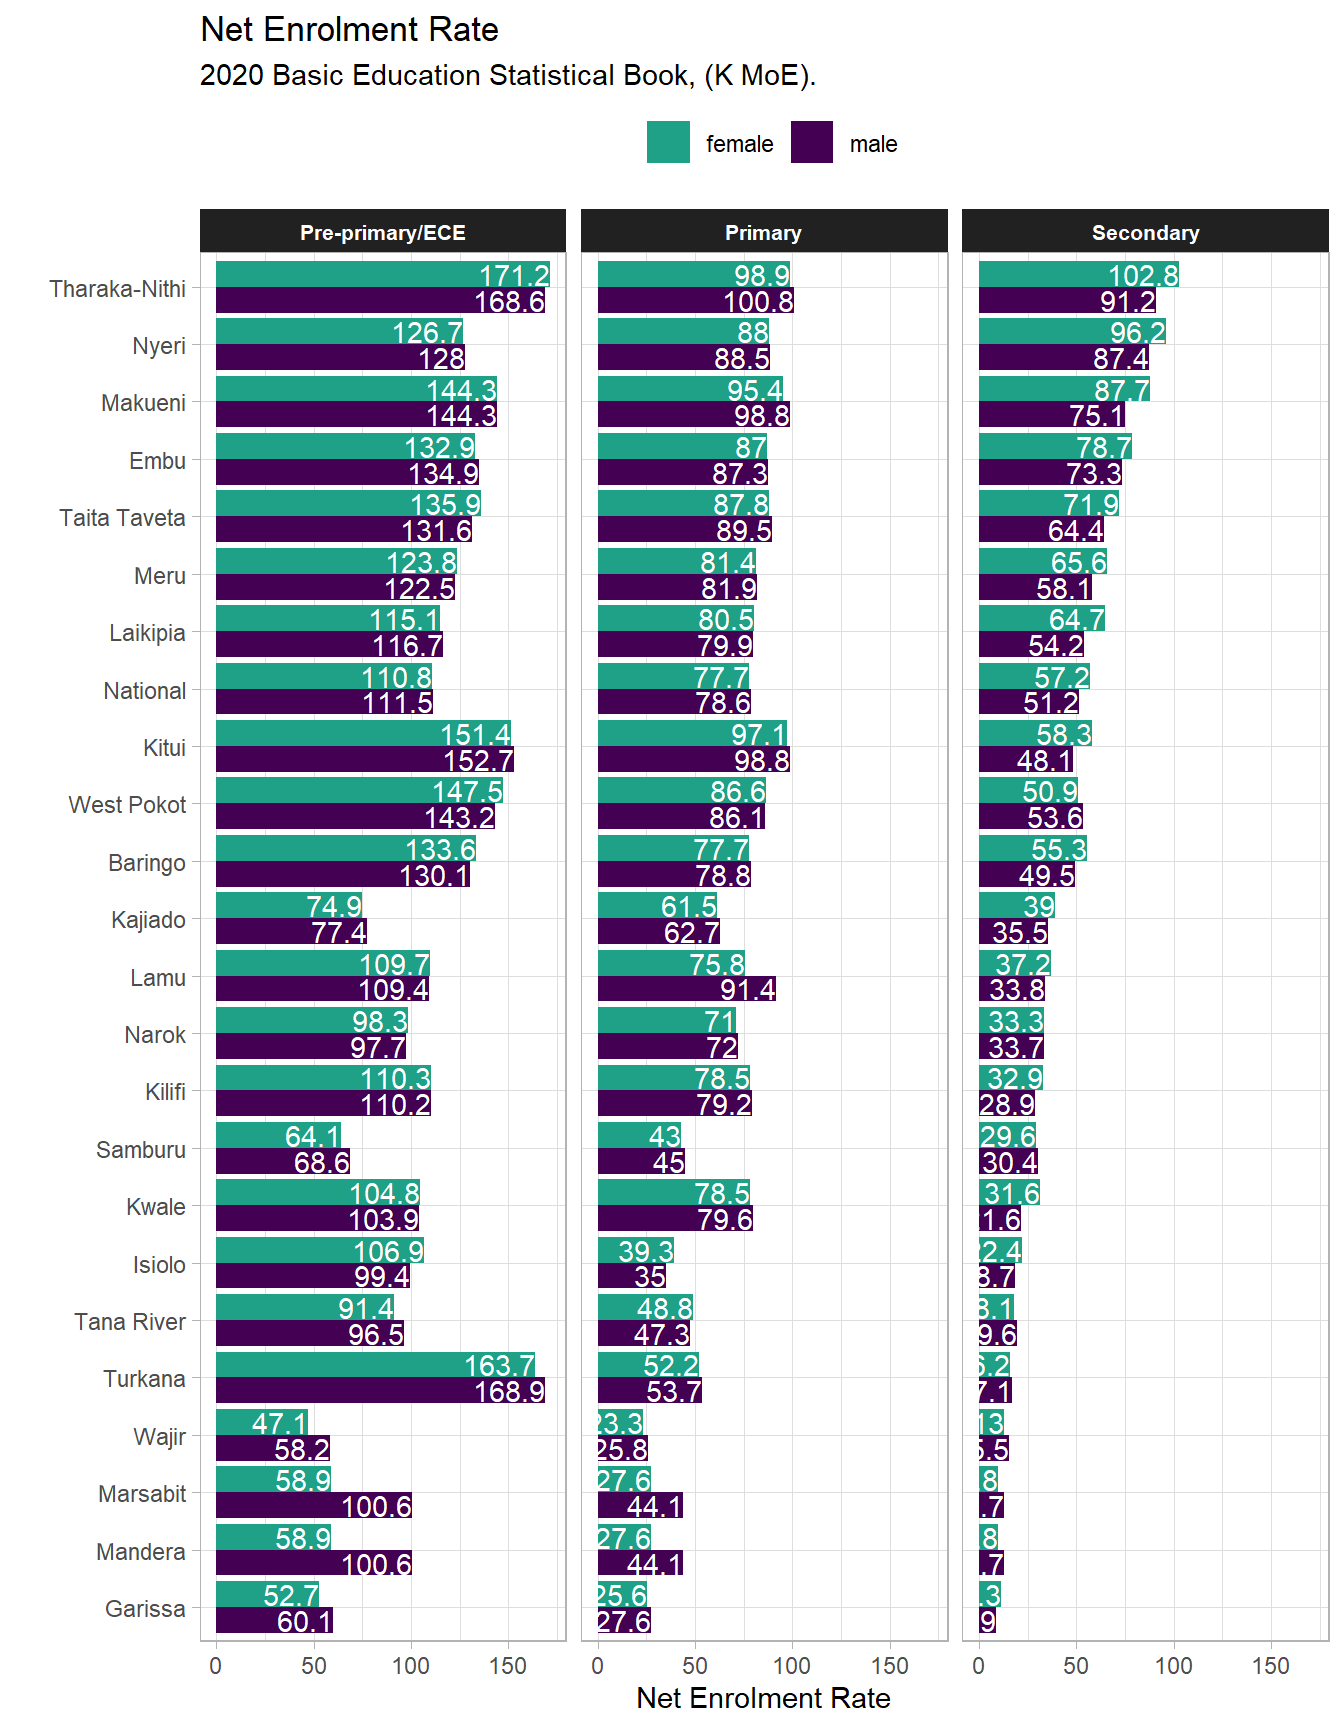 Net Enrolment Rate
2020 Basic Education Statistical Book, (K MoE).
female male
Pre-primary/ECE Primary Secondary
Tharaka-Nithi
171.2 98.9 102.8
168.6 100.8 91.2
Nyeri
126.7 88 96.2
128 88.5 87.4
Makueni
144.3 95.4 87.7
144.3 98.8 75.1
Embu
132.9 87 78.7
134.9 87.3 73.3
Taita Taveta
135.9 87.8 71.9
131.6 89.5 64.4
Meru
123.8 81.4 65.6
122.5 81.9 58.1
Laikipia
115.1 80.5 64.7
116.7 79.9 54.2
National
110.8 77.7 57.2
111.5 78.6 51.2
Kitui
151.4 97.1 58.3
152.7 98.8 48.1
West Pokot
147.5 86.6 50.9
143.2 86.1 53.6
Baringo
133.6 77.7 55.3
130.1 78.8 49.5
Kajiado
74.9 61.5 39
77.4 62.7 35.5
Lamu
109.7 75.8 37.2
109.4 91.4 33.8
Narok
98.3 71 33.3
97.7 72 33.7
Kilifi
110.3 78.5 32.9
110.2 79.2 28.9
Samburu
64.1 43 29.6
68.6 45 30.4
Kwale
104.8 78.5 31.6
103.9 79.6
Isiolo
106.9 39.3
99.4 35
Tana River
91.4 48.8
96.5 47.3
Turkana
163.7 52.2
168.9 53.7
Wajir
47.1 23.3 13
58.2 25.8
Marsabit
58.9 27.6
100.6 44.1
Mandera
58.9 27.6
100.6 44.1
Garissa
52.7 25.6
60.1 27.6 9
0 50 100 150 0 50 100 150 0 50 100 150
Net Enrolment Rate